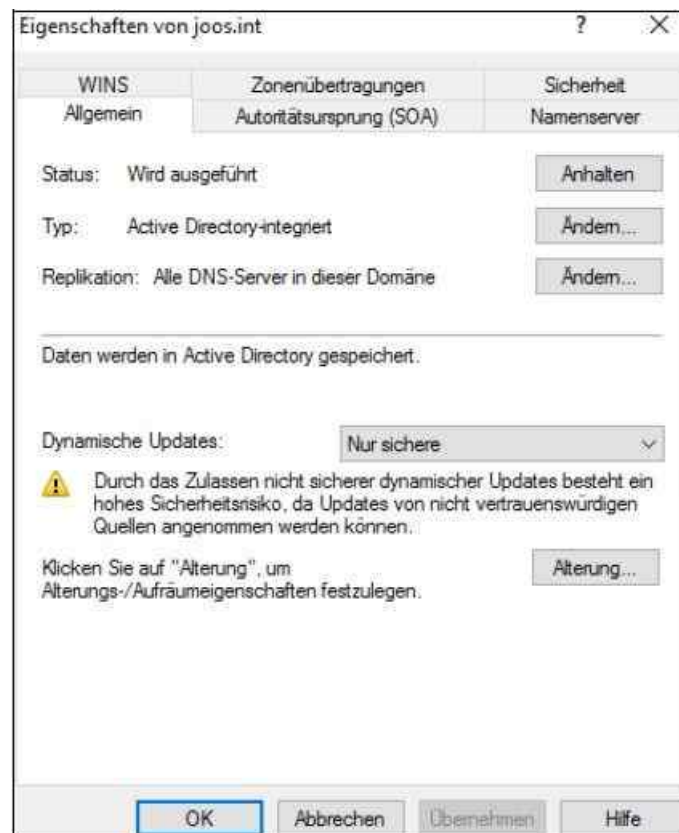 Eigenschaften von joos.int
?
WINS
Zonenübertragungen
Sicherheit
Allgemein
Autoritätsursprung (SOA)
Namenserver
Status: Wird ausgeführt
Anhalten
Typ: Active Directory-integriert
Ändern...
Replikation: Alle DNS-Server in dieser Domäne
Ändern...
Daten werden in Active Directory gespeichert.
Dynamische Updates:
Nur sichere
Durch das Zulassen nicht sicherer dynamischer Updates besteht ein
hohes Sicherheitsrisiko, da Updates von nicht vertrauenswürdigen
Quellen angenommen werden können.
Klicken Sie auf "Alterung", um
Alterungs-/Aufräumeigenschaften festzulegen.
Alterung...
OK
Abbrechen
Übernehmen
Hilfe